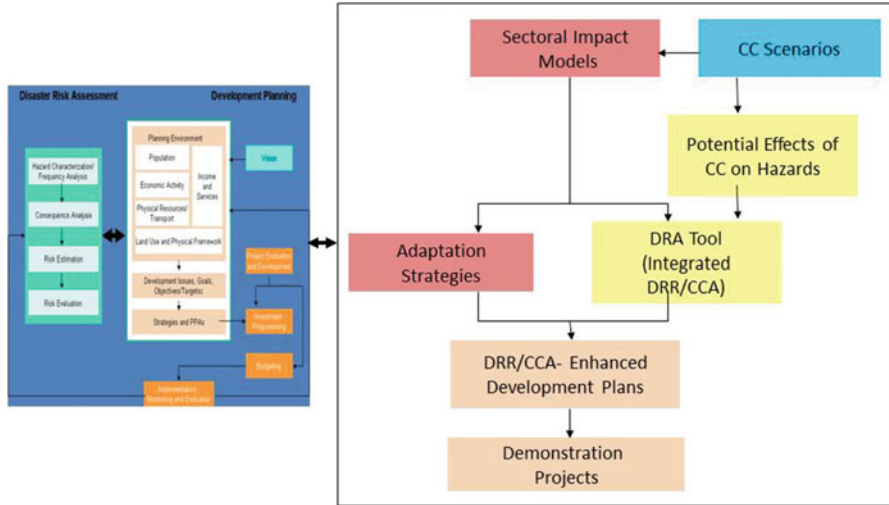 Disaster Risk Assessment
Development Planning
Hazard Characterization/
Frequency Analysis
Consequence Analysis
Risk Estimation
Risk Evaluation
Planning Environment
Population
Economic Activity
Physical Resources/
Transport
Income
and
Services
Land Use and Physical Framework
Development Issues, Goals,
Objectives/Targetsc
Strategies and PPAs
Vision
Project Evaluation
and Development
Investment
Programming
Budgeting
Implementation,
Monitoring and Evaluation
Sectoral Impact
Models
CC Scenarios
Potential Effects of
CC on Hazards
Adaptation
Strategies
DRA Tool
(Integrated
DRR/CCA)
DRR/CCA- Enhanced
Development Plans
Demonstration
Projects